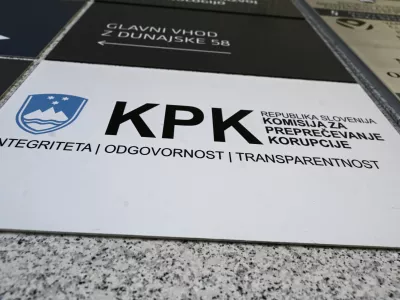 GLAVNI VHOD
Z DUNAJSKE 58
KPK
REPUBLIKA SLOVENIJA
KOMISIJA ZA
PREPREČEVANJE
KORUPCIJE
INTEGRITETA | ODGOVORNOST | TRANSPARENTNOST